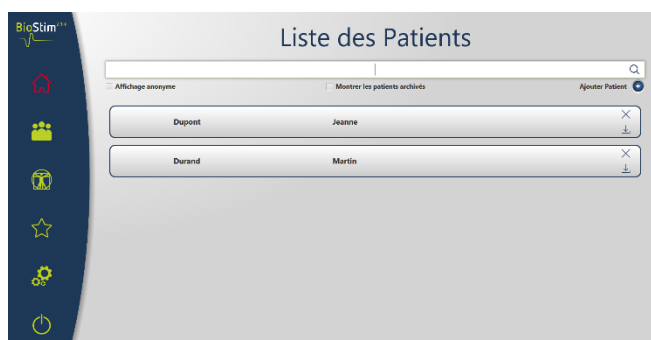 BioStim
Liste des Patients
Affichage anonyme Montrer les patients archivés Ajouter Patient
Dupont Jeanne
Durand Martin